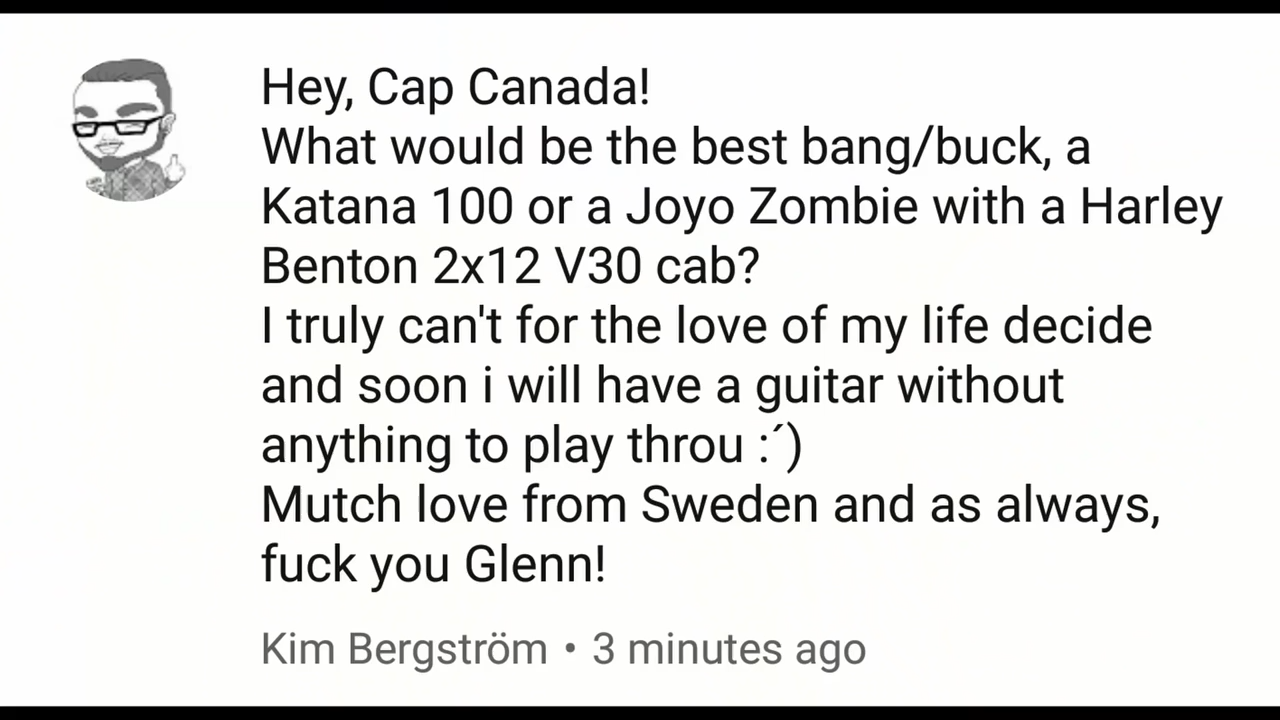 Hey, Cap Canada!
What would be the best bang/buck, a
Katana 100 or a Joyo Zombie with a Harley
Benton 2x12 V30 cab?
I truly can't for the love of my life decide
and soon i will have a guitar without
anything to play throu :´)
Mutch love from Sweden and as always,
fuck you Glenn!
Kim Bergström • 3 minutes ago